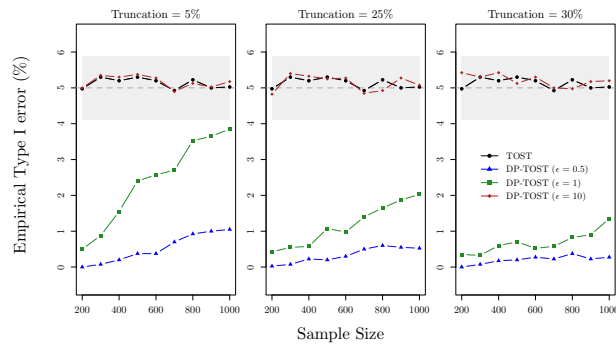 Truncation = 5%
Truncation = 25%
Truncation = 30%
Empirical Type I error (%)
6
5
4
3
2
1
0
6
5
4
3
2
1
0
6
5
4
3
2
1
0
TOST
DP-TOST (ϵ = 0.5)
DP-TOST (ϵ = 1)
DP-TOST (ϵ = 10)
200 400 600 800 1000
200 400 600 800 1000
200 400 600 800 1000
Sample Size